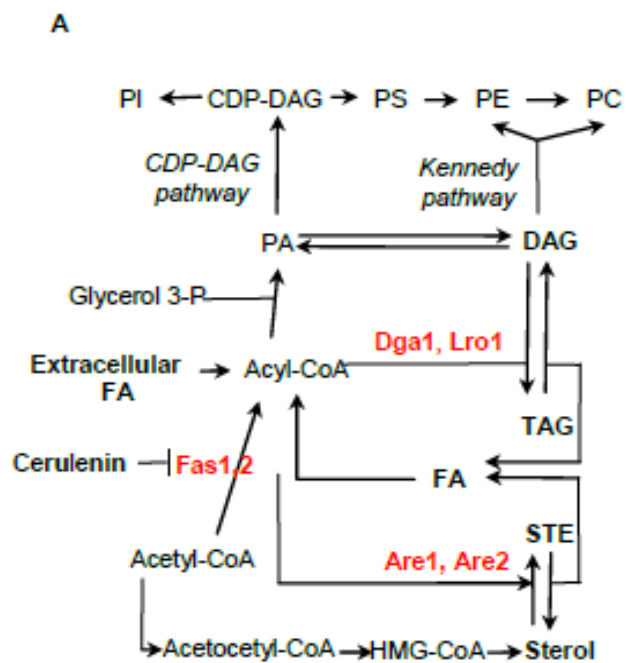 A
PI CDP-DAG PS PE PC
CDP-DAG
pathway
Kennedy
pathway
PA DAG
Glycerol 3-P
Dga1, Lro1
Extracellular
FA
Acyl-CoA
TAG
Cerulenin Fas1,2
FA
STE
Acetyl-CoA
Are1, Are2
Acetocetyl-CoA HMG-CoA Sterol